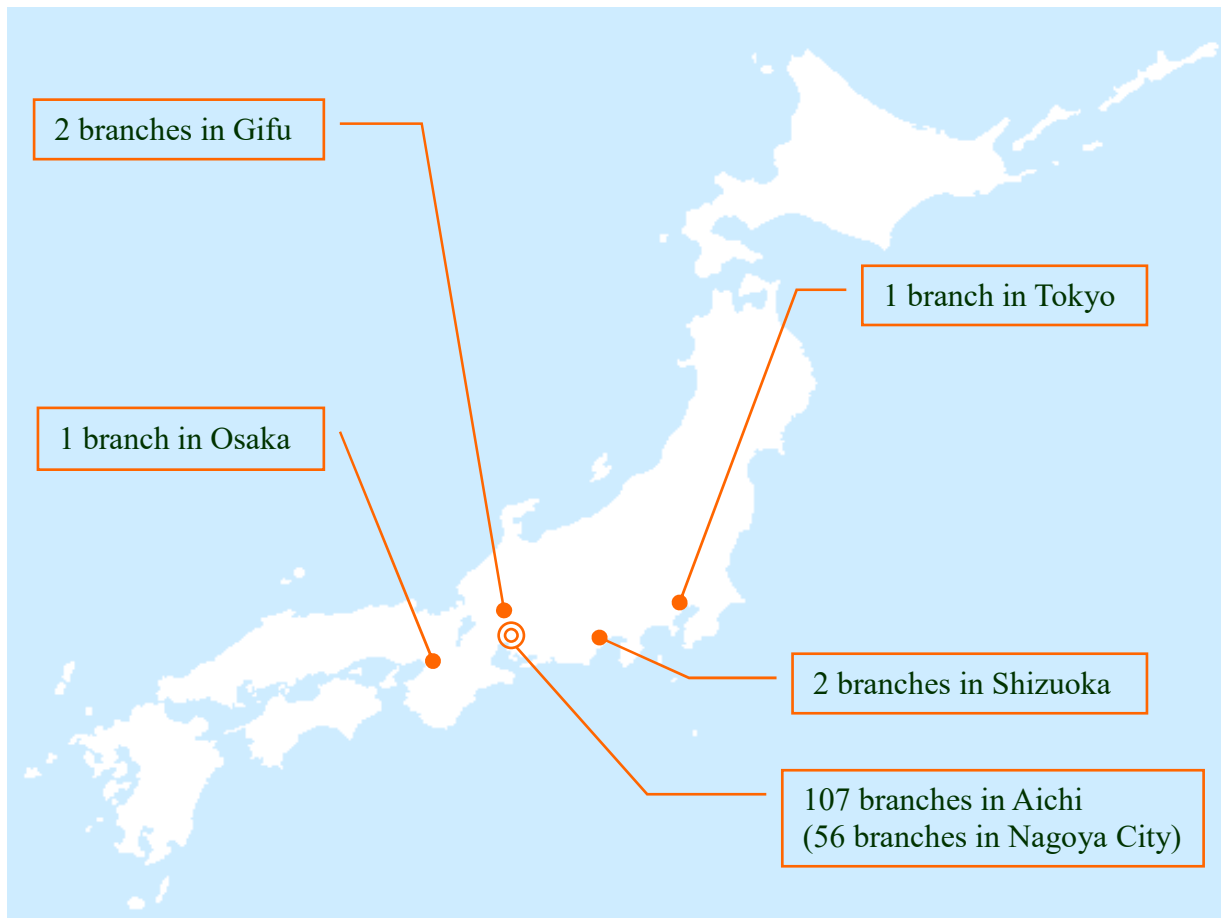 2 branches in Gifu
1 branch in Tokyo
1 branch in Osaka
2 branches in Shizuoka
107 branches in Aichi
(56 branches in Nagoya City)